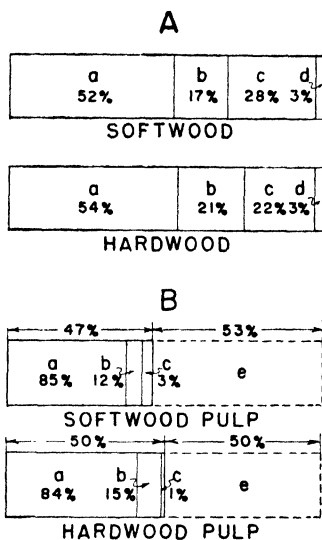 A
a b c d
52% 17% 28% 3%
SOFTWOOD
a b c d
54% 21% 22% 3%
HARDWOOD
B
47% 53%
a b c e
85% 12% 3%
SOFTWOOD PULP
50% 50%
a b c e
84% 15% 1%
HARDWOOD PULP